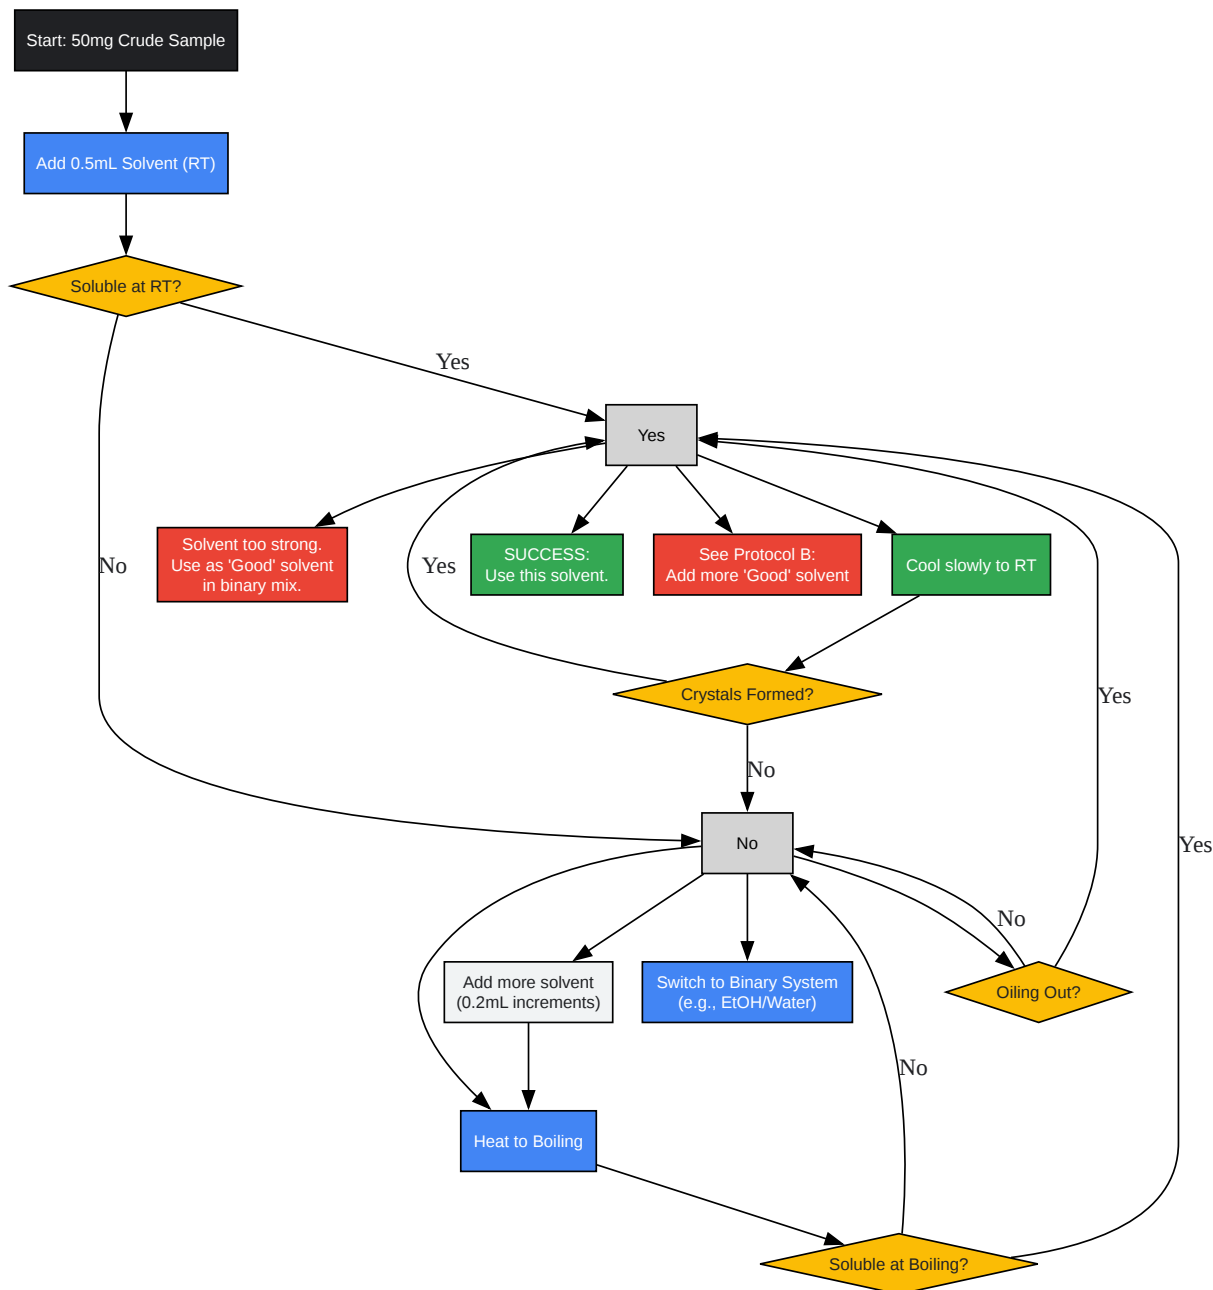 Start: 50mg Crude Sample
Add 0.5mL Solvent (RT)
Soluble at RT?
Yes
Yes
Solvent too strong.
Use as 'Good' solvent
in binary mix.
No
Yes
SUCCESS:
Use this solvent.
See Protocol B:
Add more 'Good' solvent
Cool slowly to RT
Crystals Formed?
Yes
No
No
Yes
No
Add more solvent
(0.2mL increments)
Switch to Binary System
(e.g., EtOH/Water)
Oiling Out?
No
Heat to Boiling
Soluble at Boiling?